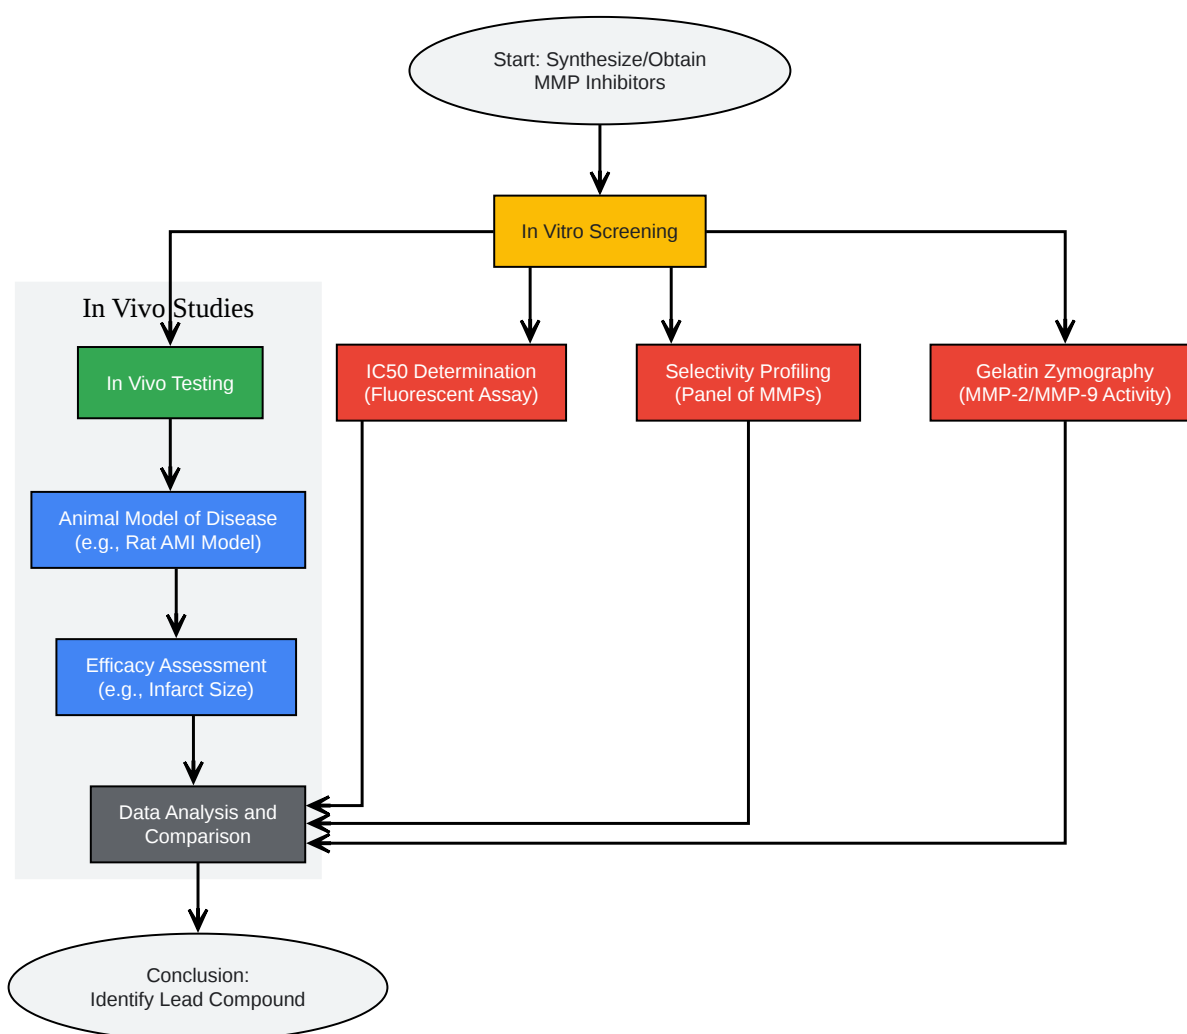 Start: Synthesize/Obtain
MMP Inhibitors
In Vitro Screening
In Vivo Studies
In Vivo Testing
IC50 Determination
(Fluorescent Assay)
Selectivity Profiling
(Panel of MMPs)
Gelatin Zymography
(MMP-2/MMP-9 Activity)
Animal Model of Disease
(e.g., Rat AMI Model)
Efficacy Assessment
(e.g., Infarct Size)
Data Analysis and
Comparison
Conclusion:
Identify Lead Compound